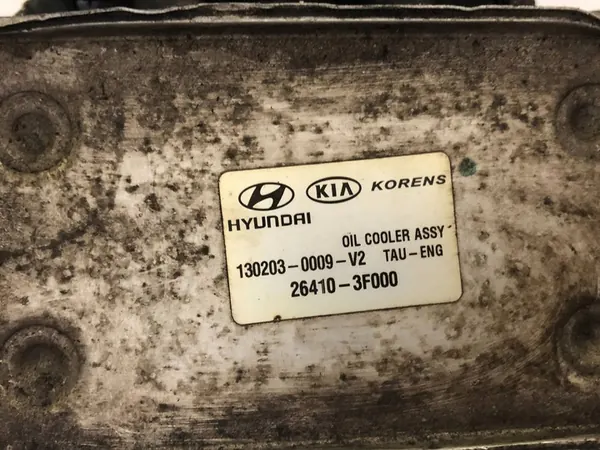 HYUNDAI KIA KORENS
OIL COOLER ASSY
130203-0009-V2 TAU-ENG
26410-3F000